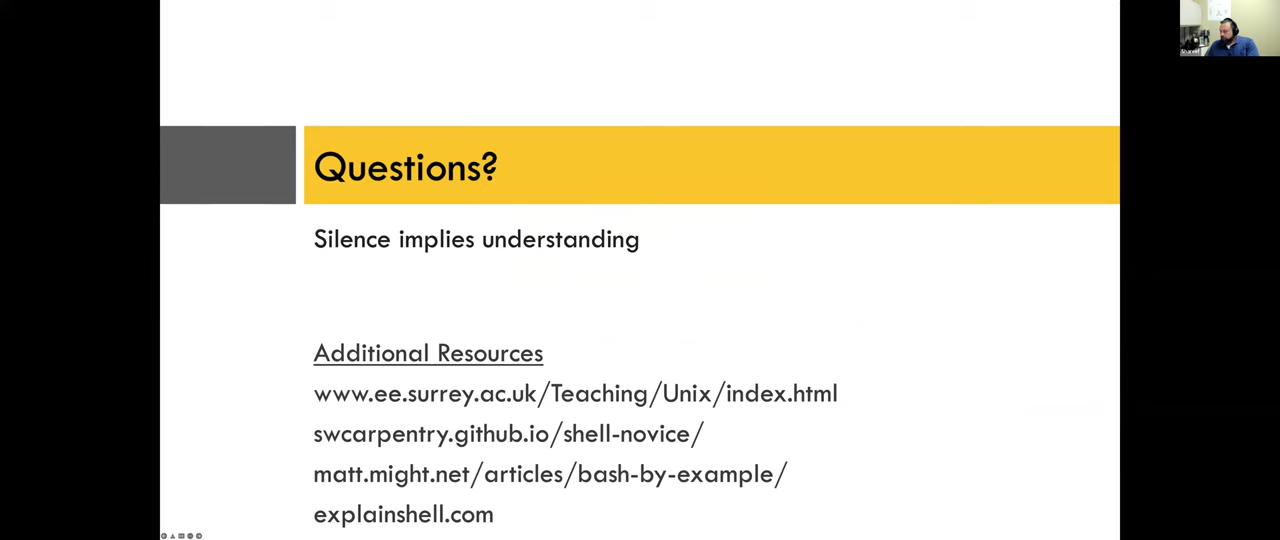 Questions?
Silence implies understanding
Additional Resources
www.ee.surrey.ac.uk/Teaching/Unix/index.html
swcarpentry.github.io/shell-novice/
matt.might.net/articles/bash-by-example/
explainshell.com